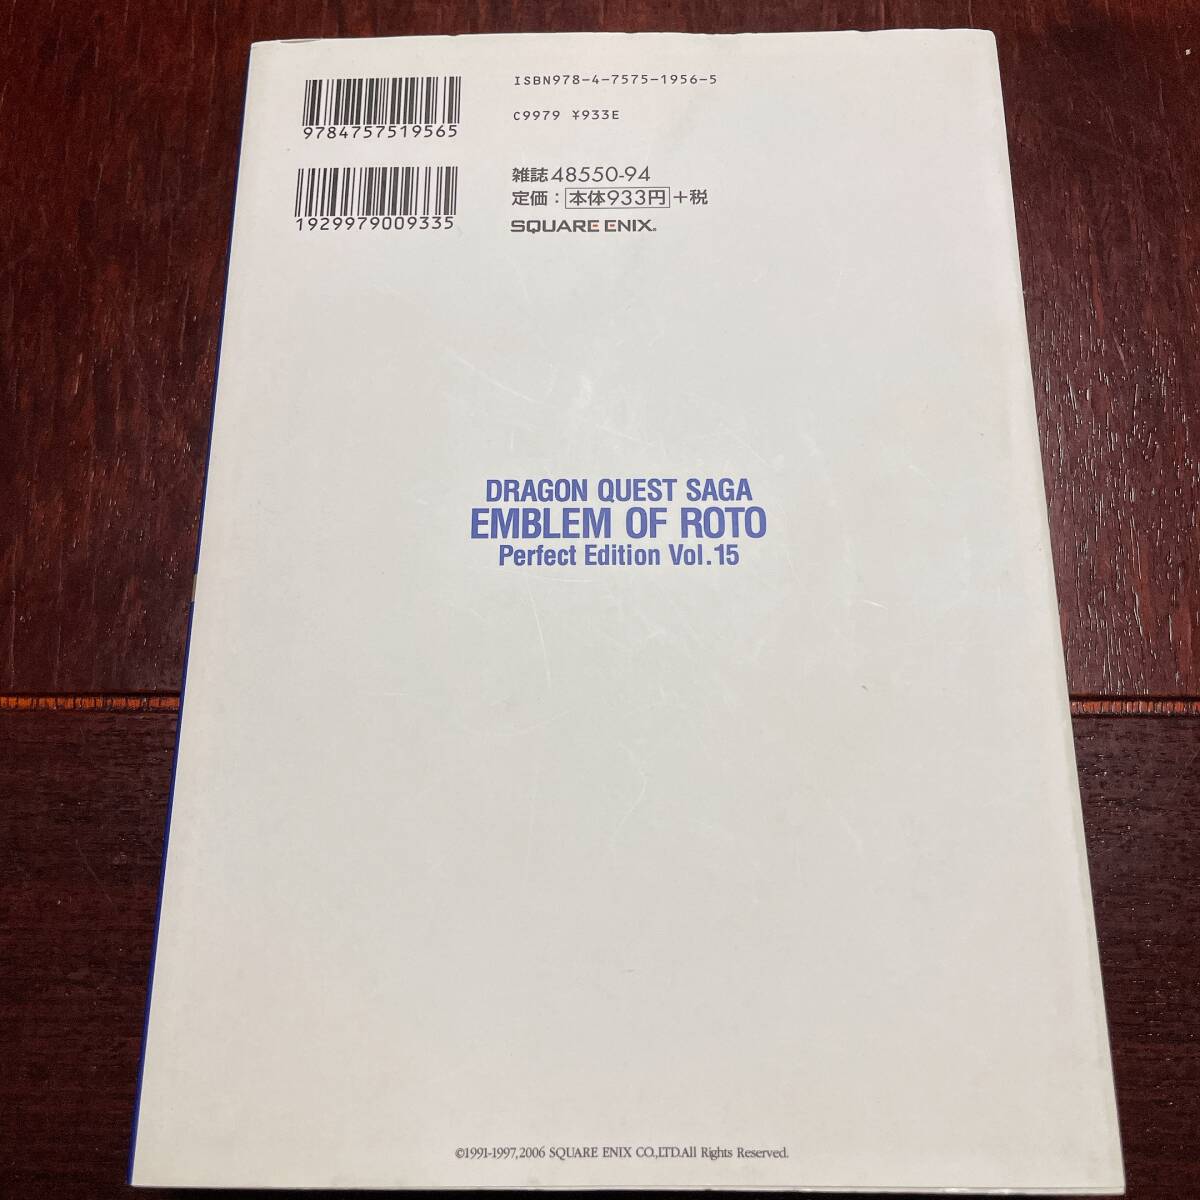 9784757519565
1929979009335
ISBN978-4-7575-1956-5
C9979 ¥933E
雑誌48550-94
定価：本体933円+税
SQUARE ENIX.
DRAGON QUEST SAGA
EMBLEM OF ROTO
Perfect Edition Vol.15
©1991-1997,2006 SQUARE ENIX CO.,LTD.All Rights Reserved.